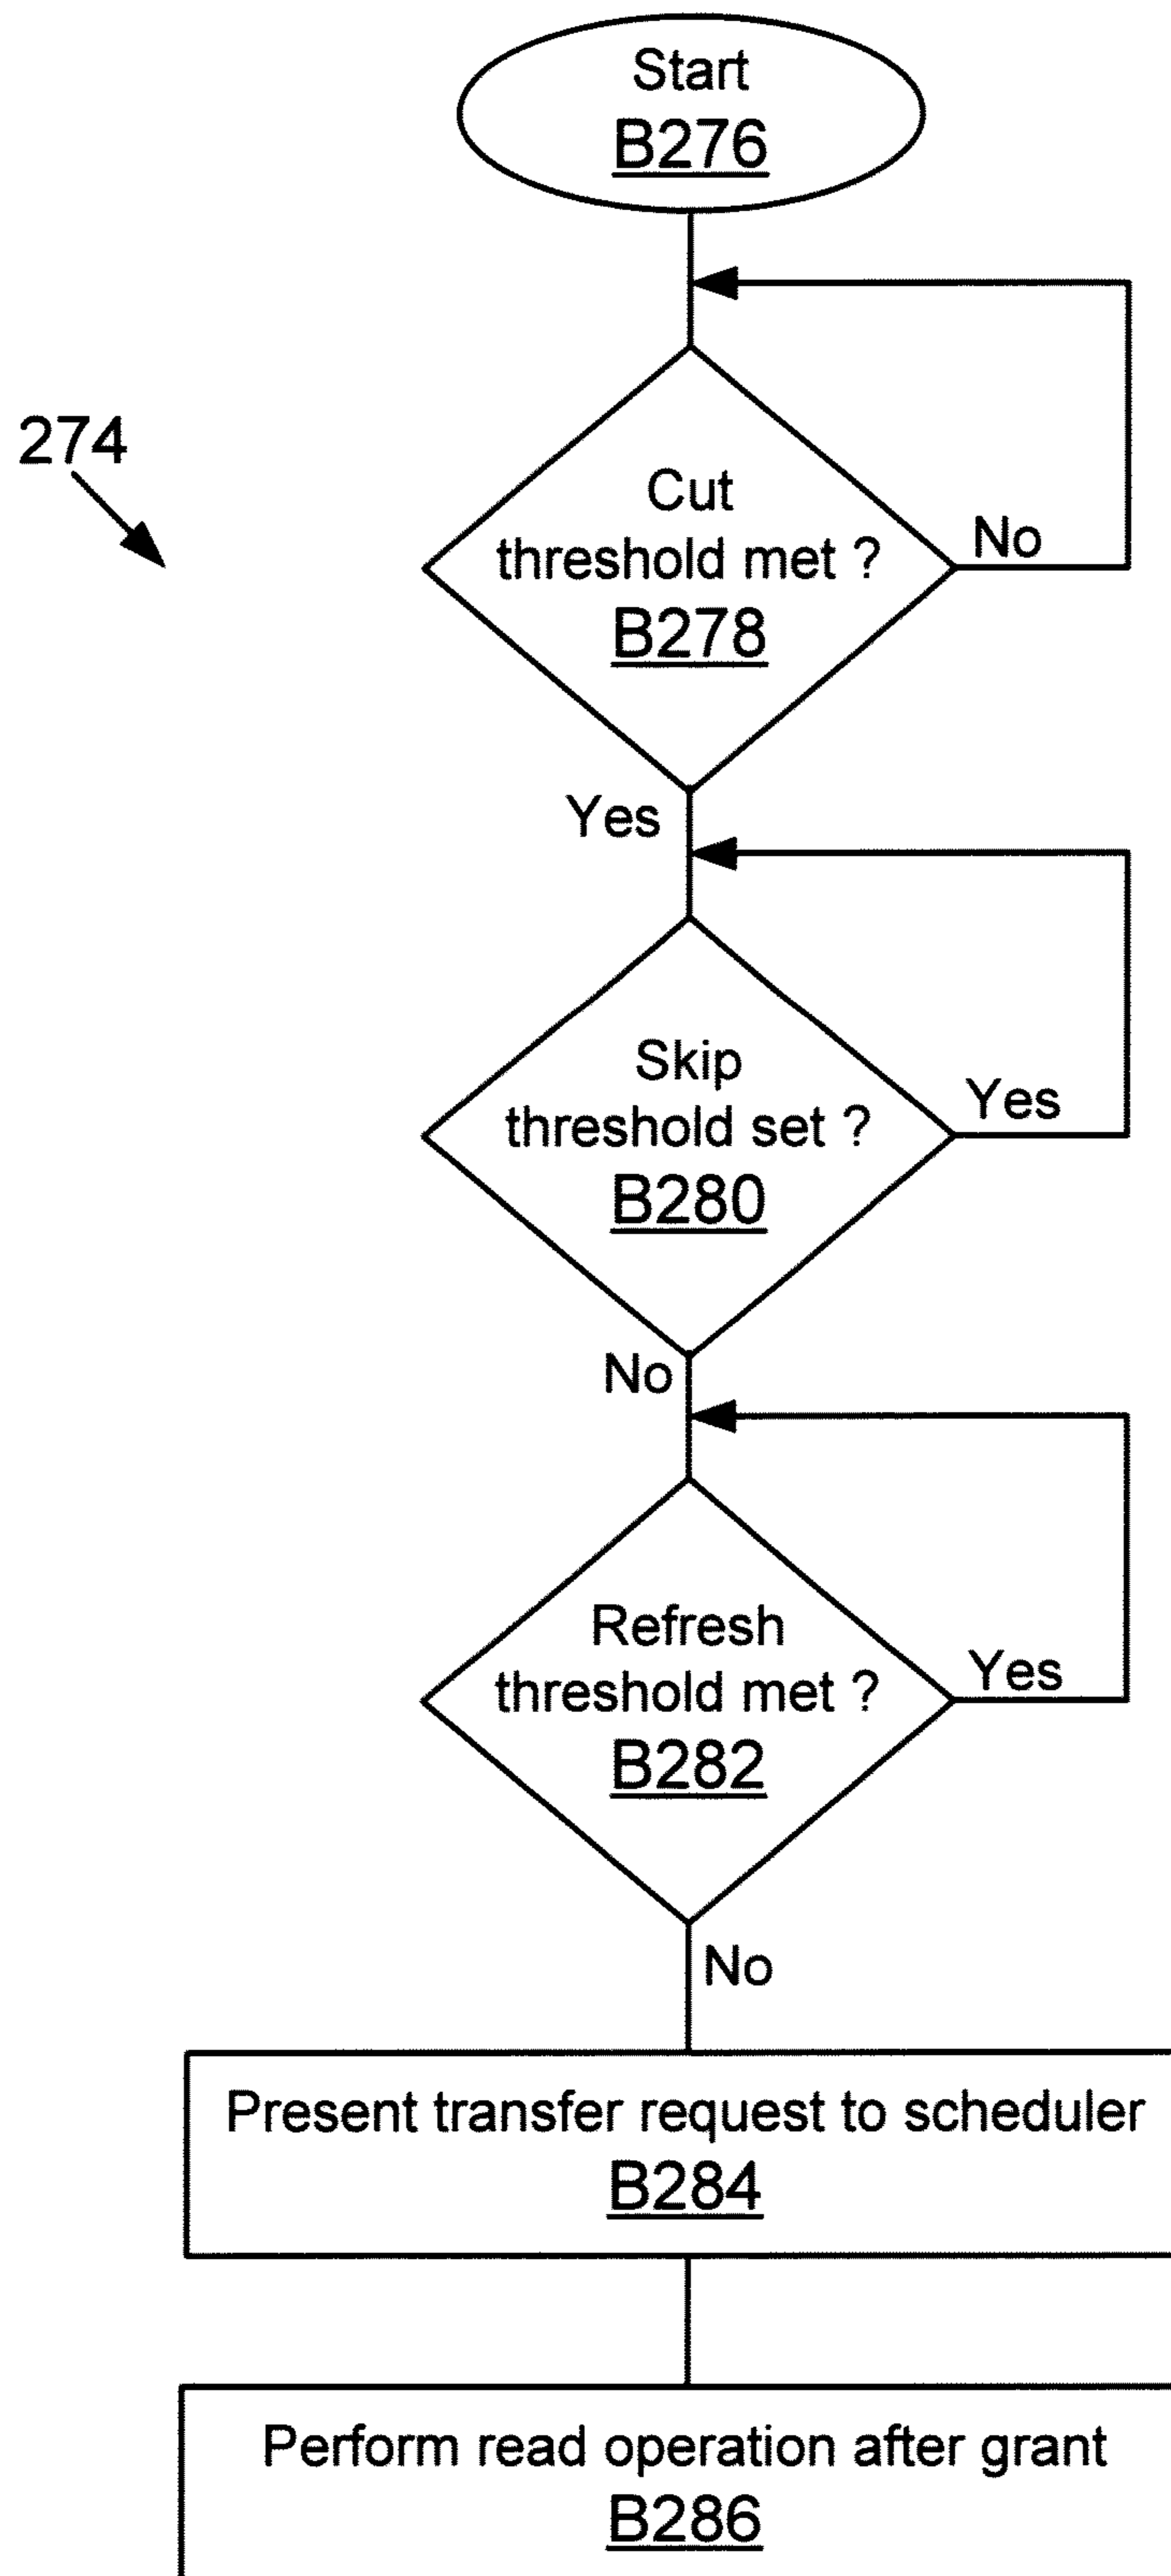 Start
B276
274
Cut
threshold met ?
B278
No
Yes
Skip
threshold set ?
B280
Yes
No
Refresh
threshold met ?
B282
Yes
No
Present transfer request to scheduler
B284
Perform read operation after grant
B286